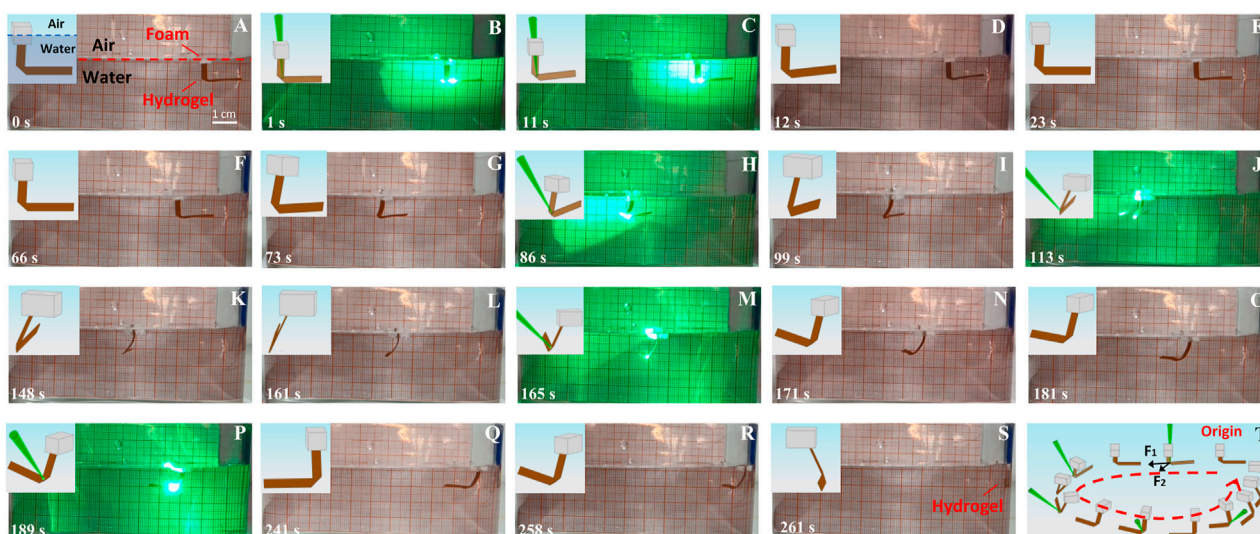 Air
Water
Air
Water
Foam
Hydrogel
1 cm
A
0 s
B
1 s
C
11 s
D
12 s
E
23 s
F
66 s
G
73 s
H
86 s
I
99 s
J
113 s
K
148 s
L
161 s
M
165 s
N
171 s
O
181 s
P
189 s
Q
241 s
R
258 s
S
261 s
Hydrogel
T
Origin
F₁
F₂